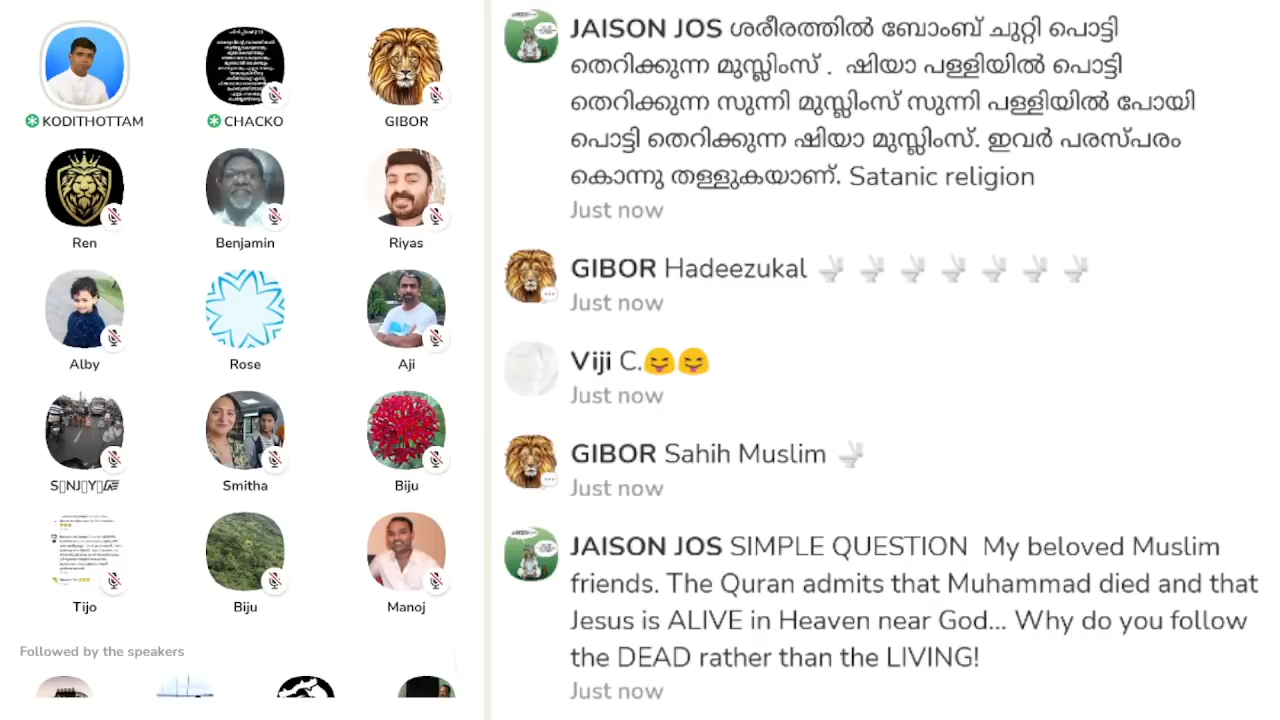 KODITHOTTAM
CHACKO
GIBOR
Ren
Benjamin
Riyas
Alby
Rose
Aji
Smitha
Biju
Tijo
Biju
Manoj
Followed by the speakers
JAISON JOS ശരീരത്തിൽ ബോംബ് ചുറ്റി പൊട്ടി
തെറിക്കുന്ന മുസ്ലിംസ് . ഷിയാ പള്ളിയിൽ പൊട്ടി
തെറിക്കുന്ന സുന്നി മുസ്ലിംസ് സുന്നി പള്ളിയിൽ പോയി
പൊട്ടി തെറിക്കുന്ന ഷിയാ മുസ്ലിംസ്. ഇവർ പരസ്പരം
കൊന്നു തള്ളുകയാണ്. Satanic religion
Just now
GIBOR Hadeezukal 🚽 🚽 🚽 🚽 🚽 🚽 🚽
Just now
Viji C.😝😝
Just now
GIBOR Sahih Muslim 🚽
Just now
JAISON JOS SIMPLE QUESTION My beloved Muslim
friends. The Quran admits that Muhammad died and that
Jesus is ALIVE in Heaven near God... Why do you follow
the DEAD rather than the LIVING!
Just now